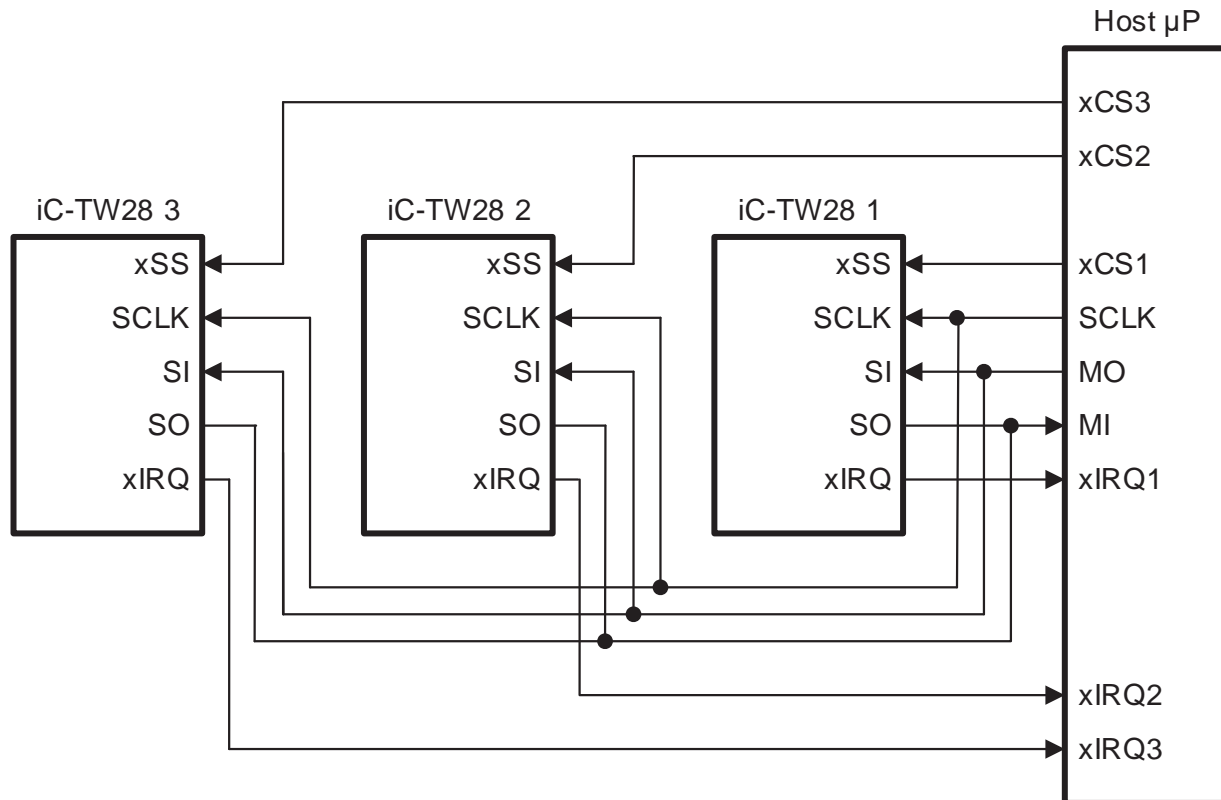 Host µP
xCS3
xCS2
iC-TW28 3
iC-TW28 2
iC-TW28 1
xSS
xSS
xSS
xCS1
SCLK
SCLK
SCLK
SCLK
SI
SI
SI
MO
SO
SO
SO
MI
xIRQ
xIRQ
xIRQ
xIRQ1
xIRQ2
xIRQ3